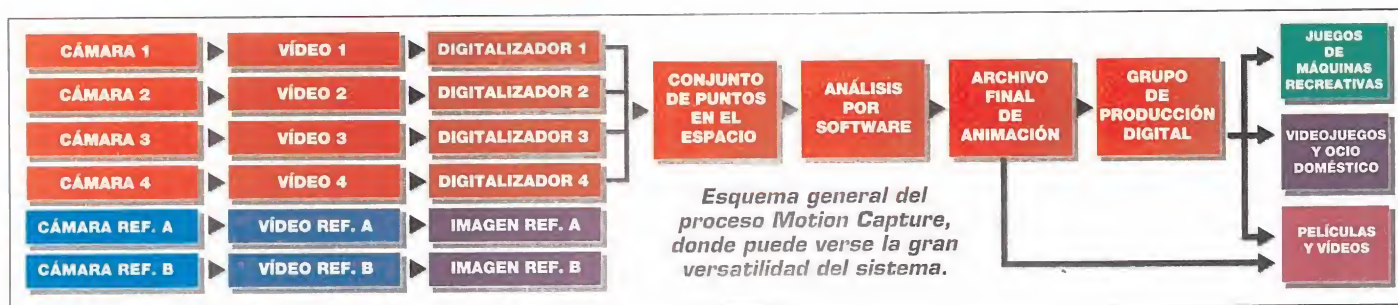 CÁMARA 1
VÍDEO 1
DIGITALIZADOR 1
CÁMARA 2
VÍDEO 2
DIGITALIZADOR 2
CÁMARA 3
VÍDEO 3
DIGITALIZADOR 3
CÁMARA 4
VÍDEO 4
DIGITALIZADOR 4
CÁMARA REF. A
VÍDEO REF. A
IMAGEN REF. A
CÁMARA REF. B
VÍDEO REF. B
IMAGEN REF. B
CONJUNTO
DE PUNTOS
EN EL
ESPACIO
ANÁLISIS
POR
SOFTWARE
ARCHIVO
FINAL
DE
ANIMACIÓN
GRUPO
DE
PRODUCCIÓN
DIGITAL
JUEGOS
DE
MÁQUINAS
RECREATIVAS
VIDEOJUEGOS
Y OCIO
DOMÉSTICO
PELÍCULAS
Y VÍDEOS
Esquema general del
proceso Motion Capture,
donde puede verse la gran
versatilidad del sistema.